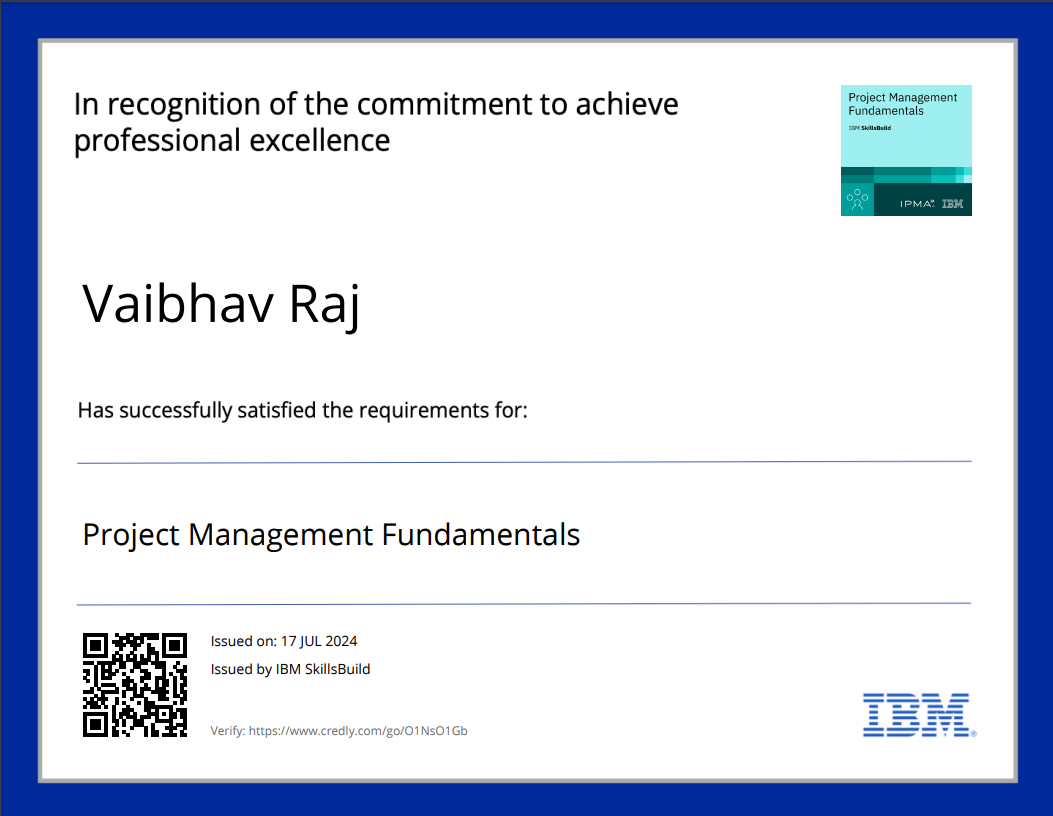 In recognition of the commitment to achieve
professional excellence
Project Management
Fundamentals
IBM SkillsBuild
IPMA™ IBM
Vaibhav Raj
Has successfully satisfied the requirements for:
Project Management Fundamentals
Issued on: 17 JUL 2024
Issued by IBM SkillsBuild
Verify: https://www.credly.com/go/O1NsO1Gb
IBM®